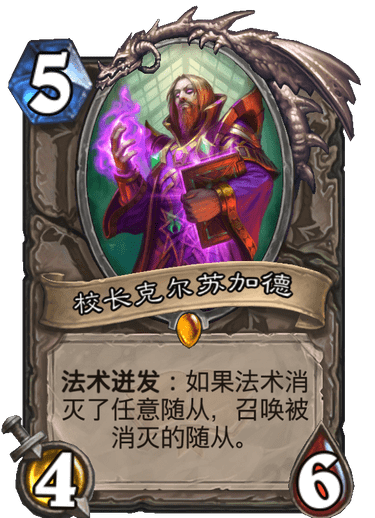 5
校长克尔苏加德
法术迸发：如果法术消
灭了任意随从，召唤被
消灭的随从。
4
6